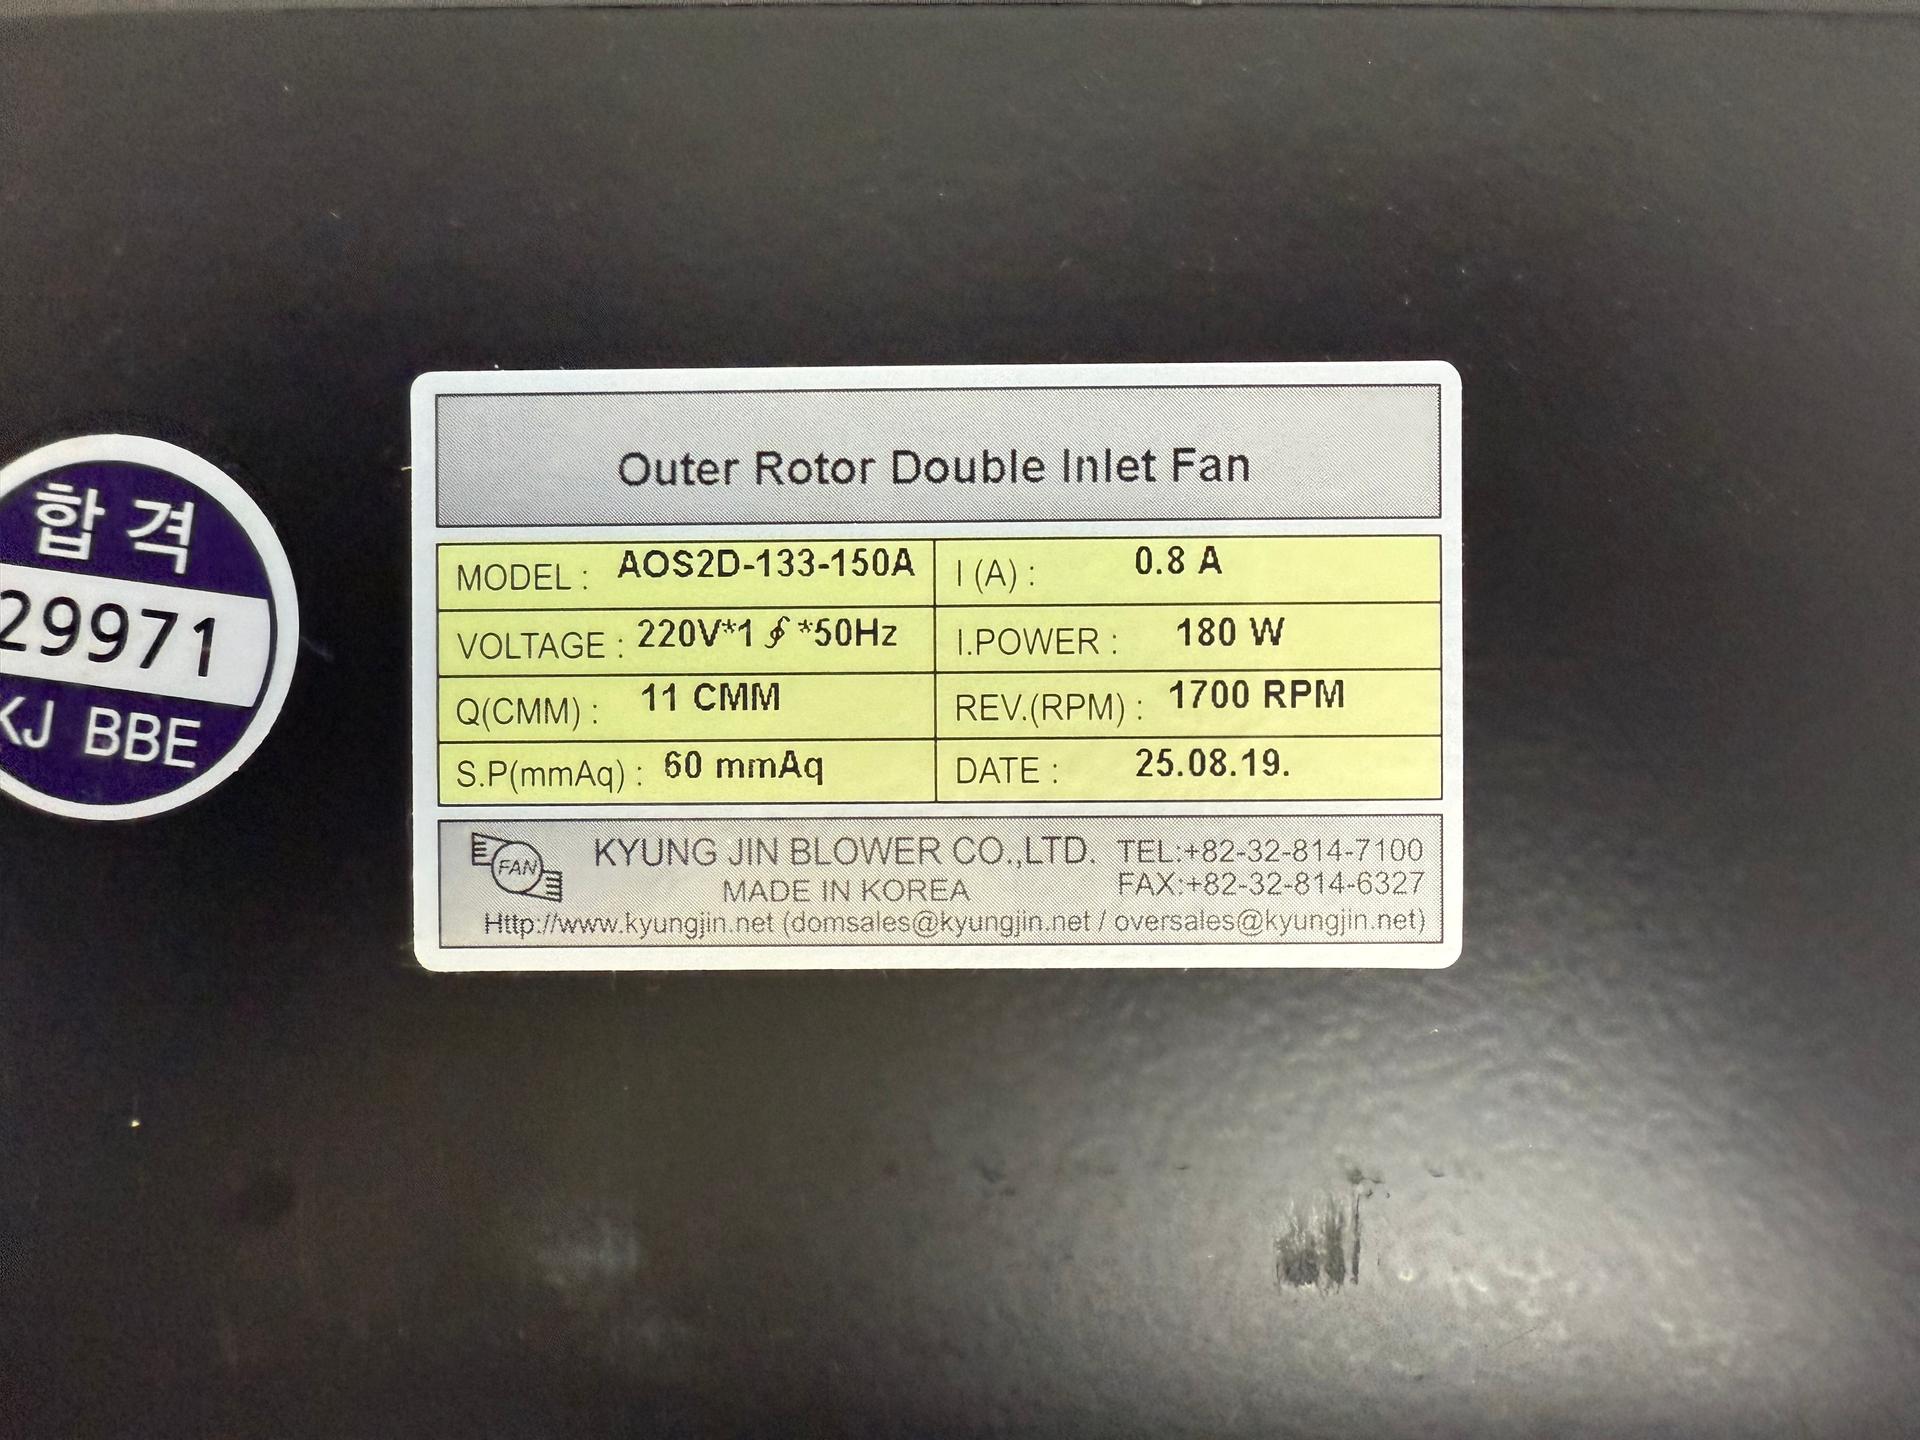 Outer Rotor Double Inlet Fan
MODEL : AOS2D-133-150A
I (A) : 0.8 A
VOLTAGE : 220V*1 ∮ *50Hz
I.POWER : 180 W
Q(CMM) : 11 CMM
REV.(RPM) : 1700 RPM
S.P(mmAq) : 60 mmAq
DATE : 25.08.19.
FAN
KYUNG JIN BLOWER CO.,LTD.
MADE IN KOREA
TEL:+82-32-814-7100
FAX:+82-32-814-6327
Http://www.kyungjin.net (domsales@kyungjin.net / oversales@kyungjin.net)
합 격
29971
KJ BBE